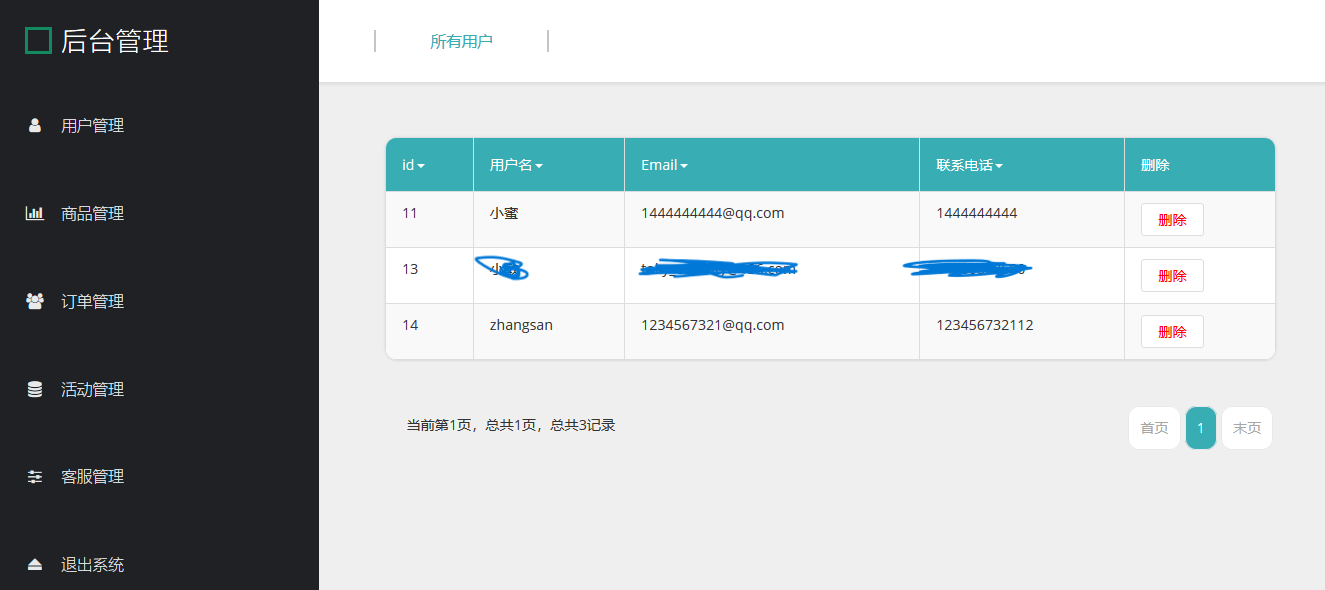 后台管理
所有用户
用户管理
商品管理
订单管理
活动管理
客服管理
退出系统
id 用户名 Email 联系电话 删除
11 小蜜 1444444444@qq.com 1444444444 删除
13 删除
14 zhangsan 1234567321@qq.com 123456732112 删除
当前第1页，总共1页，总共3记录
首页 1 末页